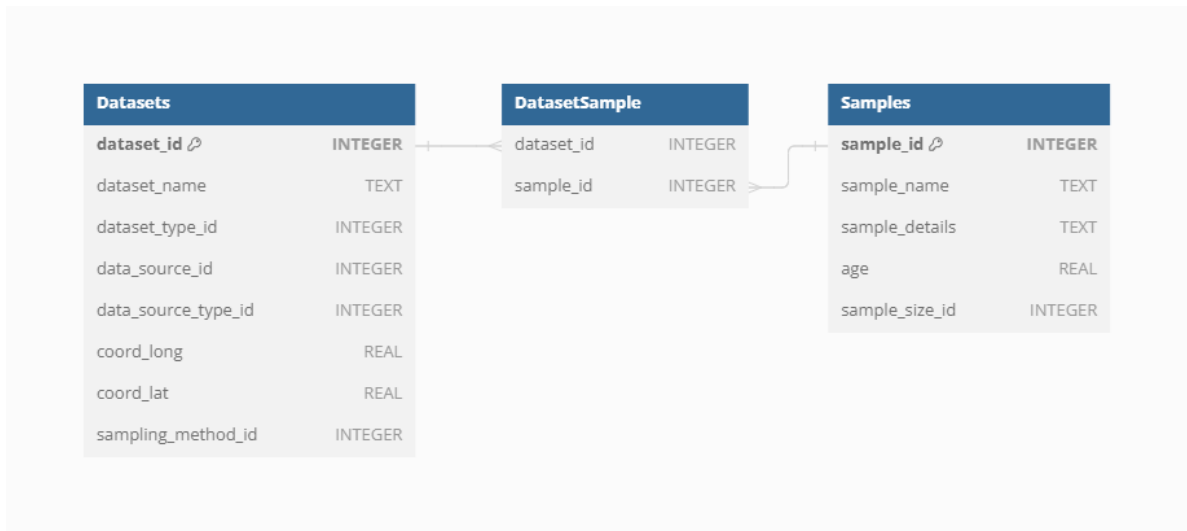 Datasets
dataset_id INTEGER
dataset_name TEXT
dataset_type_id INTEGER
data_source_id INTEGER
data_source_type_id INTEGER
coord_long REAL
coord_lat REAL
sampling_method_id INTEGER
DatasetSample
dataset_id INTEGER
sample_id INTEGER
Samples
sample_id INTEGER
sample_name TEXT
sample_details TEXT
age REAL
sample_size_id INTEGER